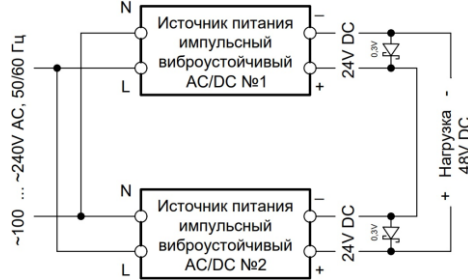 N
Источник питания
импульсный
виброустойчивый
AC/DC №1
L
–
+
24V DC
0,3V
~100 ... ~240V AC, 50/60 Гц
+ Нагрузка -
48V DC
N
Источник питания
импульсный
виброустойчивый
AC/DC №2
L
–
+
24V DC
0,3V